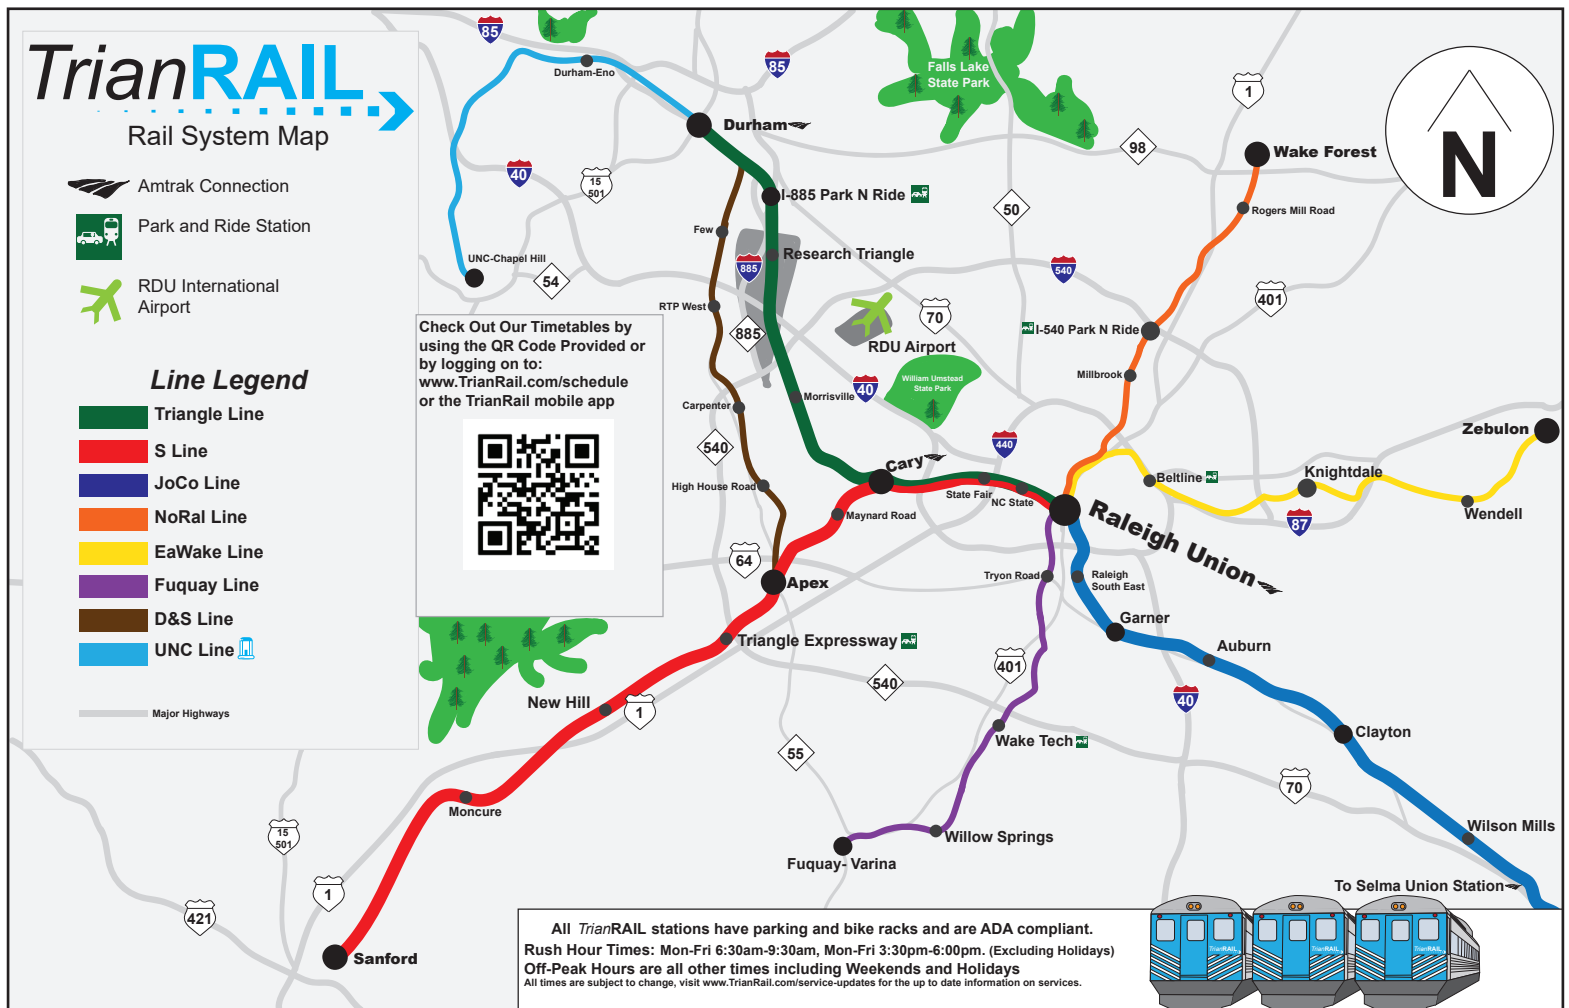 TrianRAIL
Rail System Map
Amtrak Connection
Park and Ride Station
RDU International
Airport
Line Legend
Triangle Line
S Line
JoCo Line
NoRal Line
EaWake Line
Fuquay Line
D&S Line
UNC Line
Major Highways
Check Out Our Timetables by
using the QR Code Provided or
by logging on to:
www.TrianRail.com/schedule
or the TrianRail mobile app
85
Durham-Eno
85
Durham
40
15
501
I-885 Park N Ride
Few
Research Triangle
UNC-Chapel Hill
54
885
RTP West
885
Carpenter
Morrisville
540
High House Road
64
Apex
Cary
Maynard Road
State Fair
NC State
Falls Lake
State Park
98
1
Wake Forest
Rogers Mill Road
50
540
401
70
I-540 Park N Ride
RDU Airport
Millbrook
40
William Umstead
State Park
440
N
Zebulon
Beltline
Knightdale
Wendell
87
Raleigh Union
Tryon Road
Raleigh
South East
Garner
Auburn
Triangle Expressway
540
401
40
New Hill
1
Wake Tech
Clayton
55
70
Moncure
15
501
Willow Springs
Wilson Mills
Fuquay- Varina
To Selma Union Station
1
421
Sanford
All TrianRAIL stations have parking and bike racks and are ADA compliant.
Rush Hour Times: Mon-Fri 6:30am-9:30am, Mon-Fri 3:30pm-6:00pm. (Excluding Holidays)
Off-Peak Hours are all other times including Weekends and Holidays
All times are subject to change, visit www.TrianRail.com/service-updates for the up to date information on services.
TrianRAIL
TrianRAIL
TrianRAIL